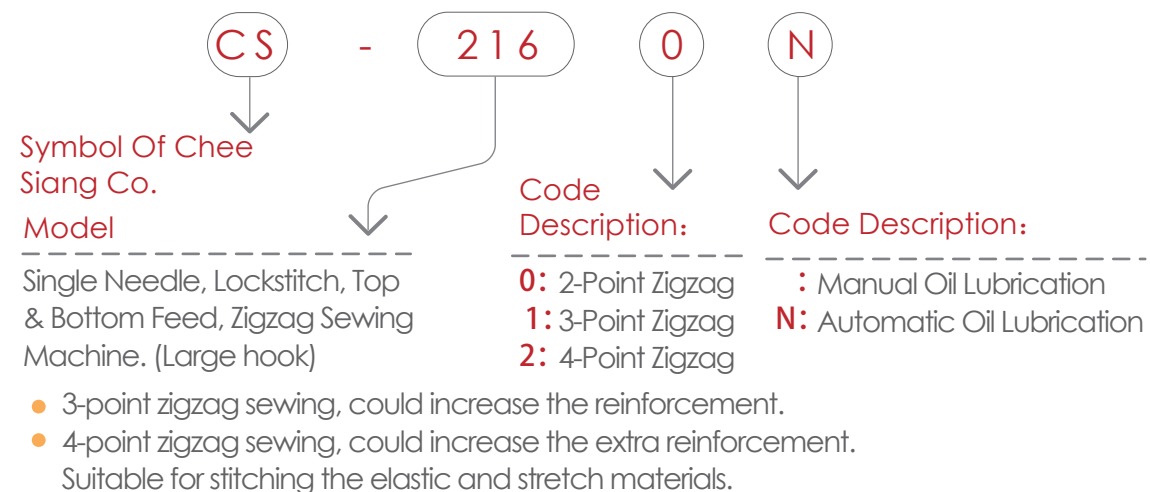 CS - 216 0 N
Symbol Of Chee
Siang Co.
Model
Single Needle, Lockstitch, Top
& Bottom Feed, Zigzag Sewing
Machine. (Large hook)
Code
Description:
0: 2-Point Zigzag
1: 3-Point Zigzag
2: 4-Point Zigzag
Code Description:
: Manual Oil Lubrication
N: Automatic Oil Lubrication
3-point zigzag sewing, could increase the reinforcement.
4-point zigzag sewing, could increase the extra reinforcement.
Suitable for stitching the elastic and stretch materials.